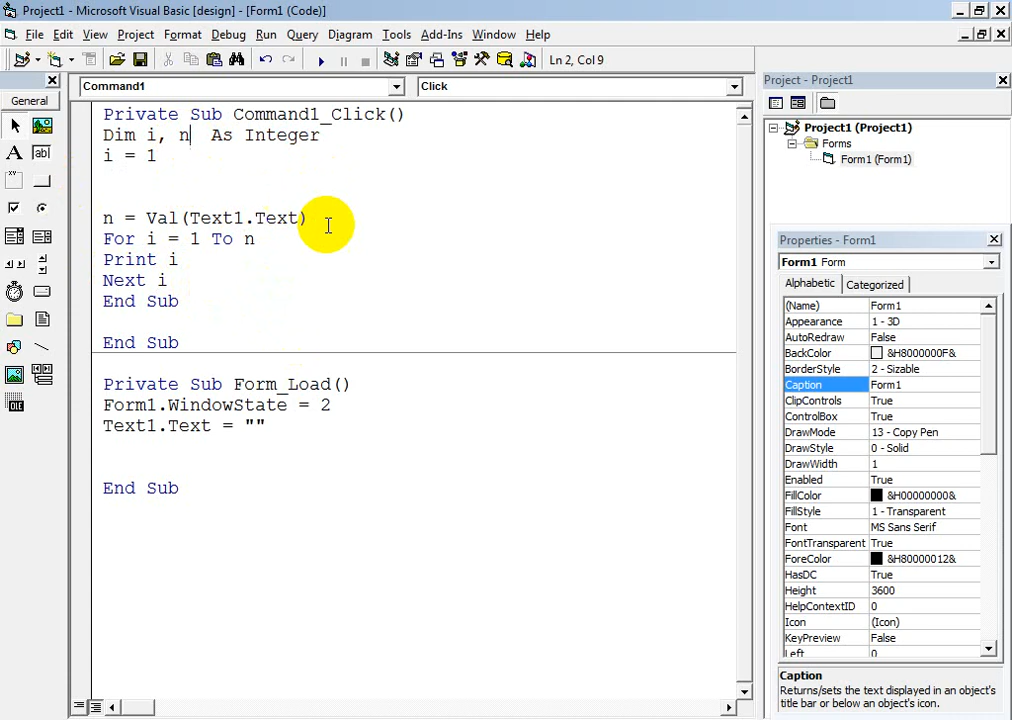 Project1 - Microsoft Visual Basic [design] - [Form1 (Code)]
File Edit View Project Format Debug Run Query Diagram Tools Add-Ins Window Help
Ln 2, Col 9
General
Command1
Click
Private Sub Command1_Click()
Dim i, n  As Integer
i = 1
n = Val(Text1.Text)
For i = 1 To n
Print i
Next i
End Sub
End Sub
Private Sub Form_Load()
Form1.WindowState = 2
Text1.Text = ""
End Sub
Project - Project1
Project1 (Project1)
Forms
Form1 (Form1)
Properties - Form1
Form1 Form
Alphabetic Categorized
(Name) Form1
Appearance 1 - 3D
AutoRedraw False
BackColor &H8000000F&
BorderStyle 2 - Sizable
Caption Form1
ClipControls True
ControlBox True
DrawMode 13 - Copy Pen
DrawStyle 0 - Solid
DrawWidth 1
Enabled True
FillColor &H00000000&
FillStyle 1 - Transparent
Font MS Sans Serif
FontTransparent True
ForeColor &H80000012&
HasDC True
Height 3600
HelpContextID 0
Icon (Icon)
KeyPreview False
Left 0
Caption
Returns/sets the text displayed in an object's
title bar or below an object's icon.